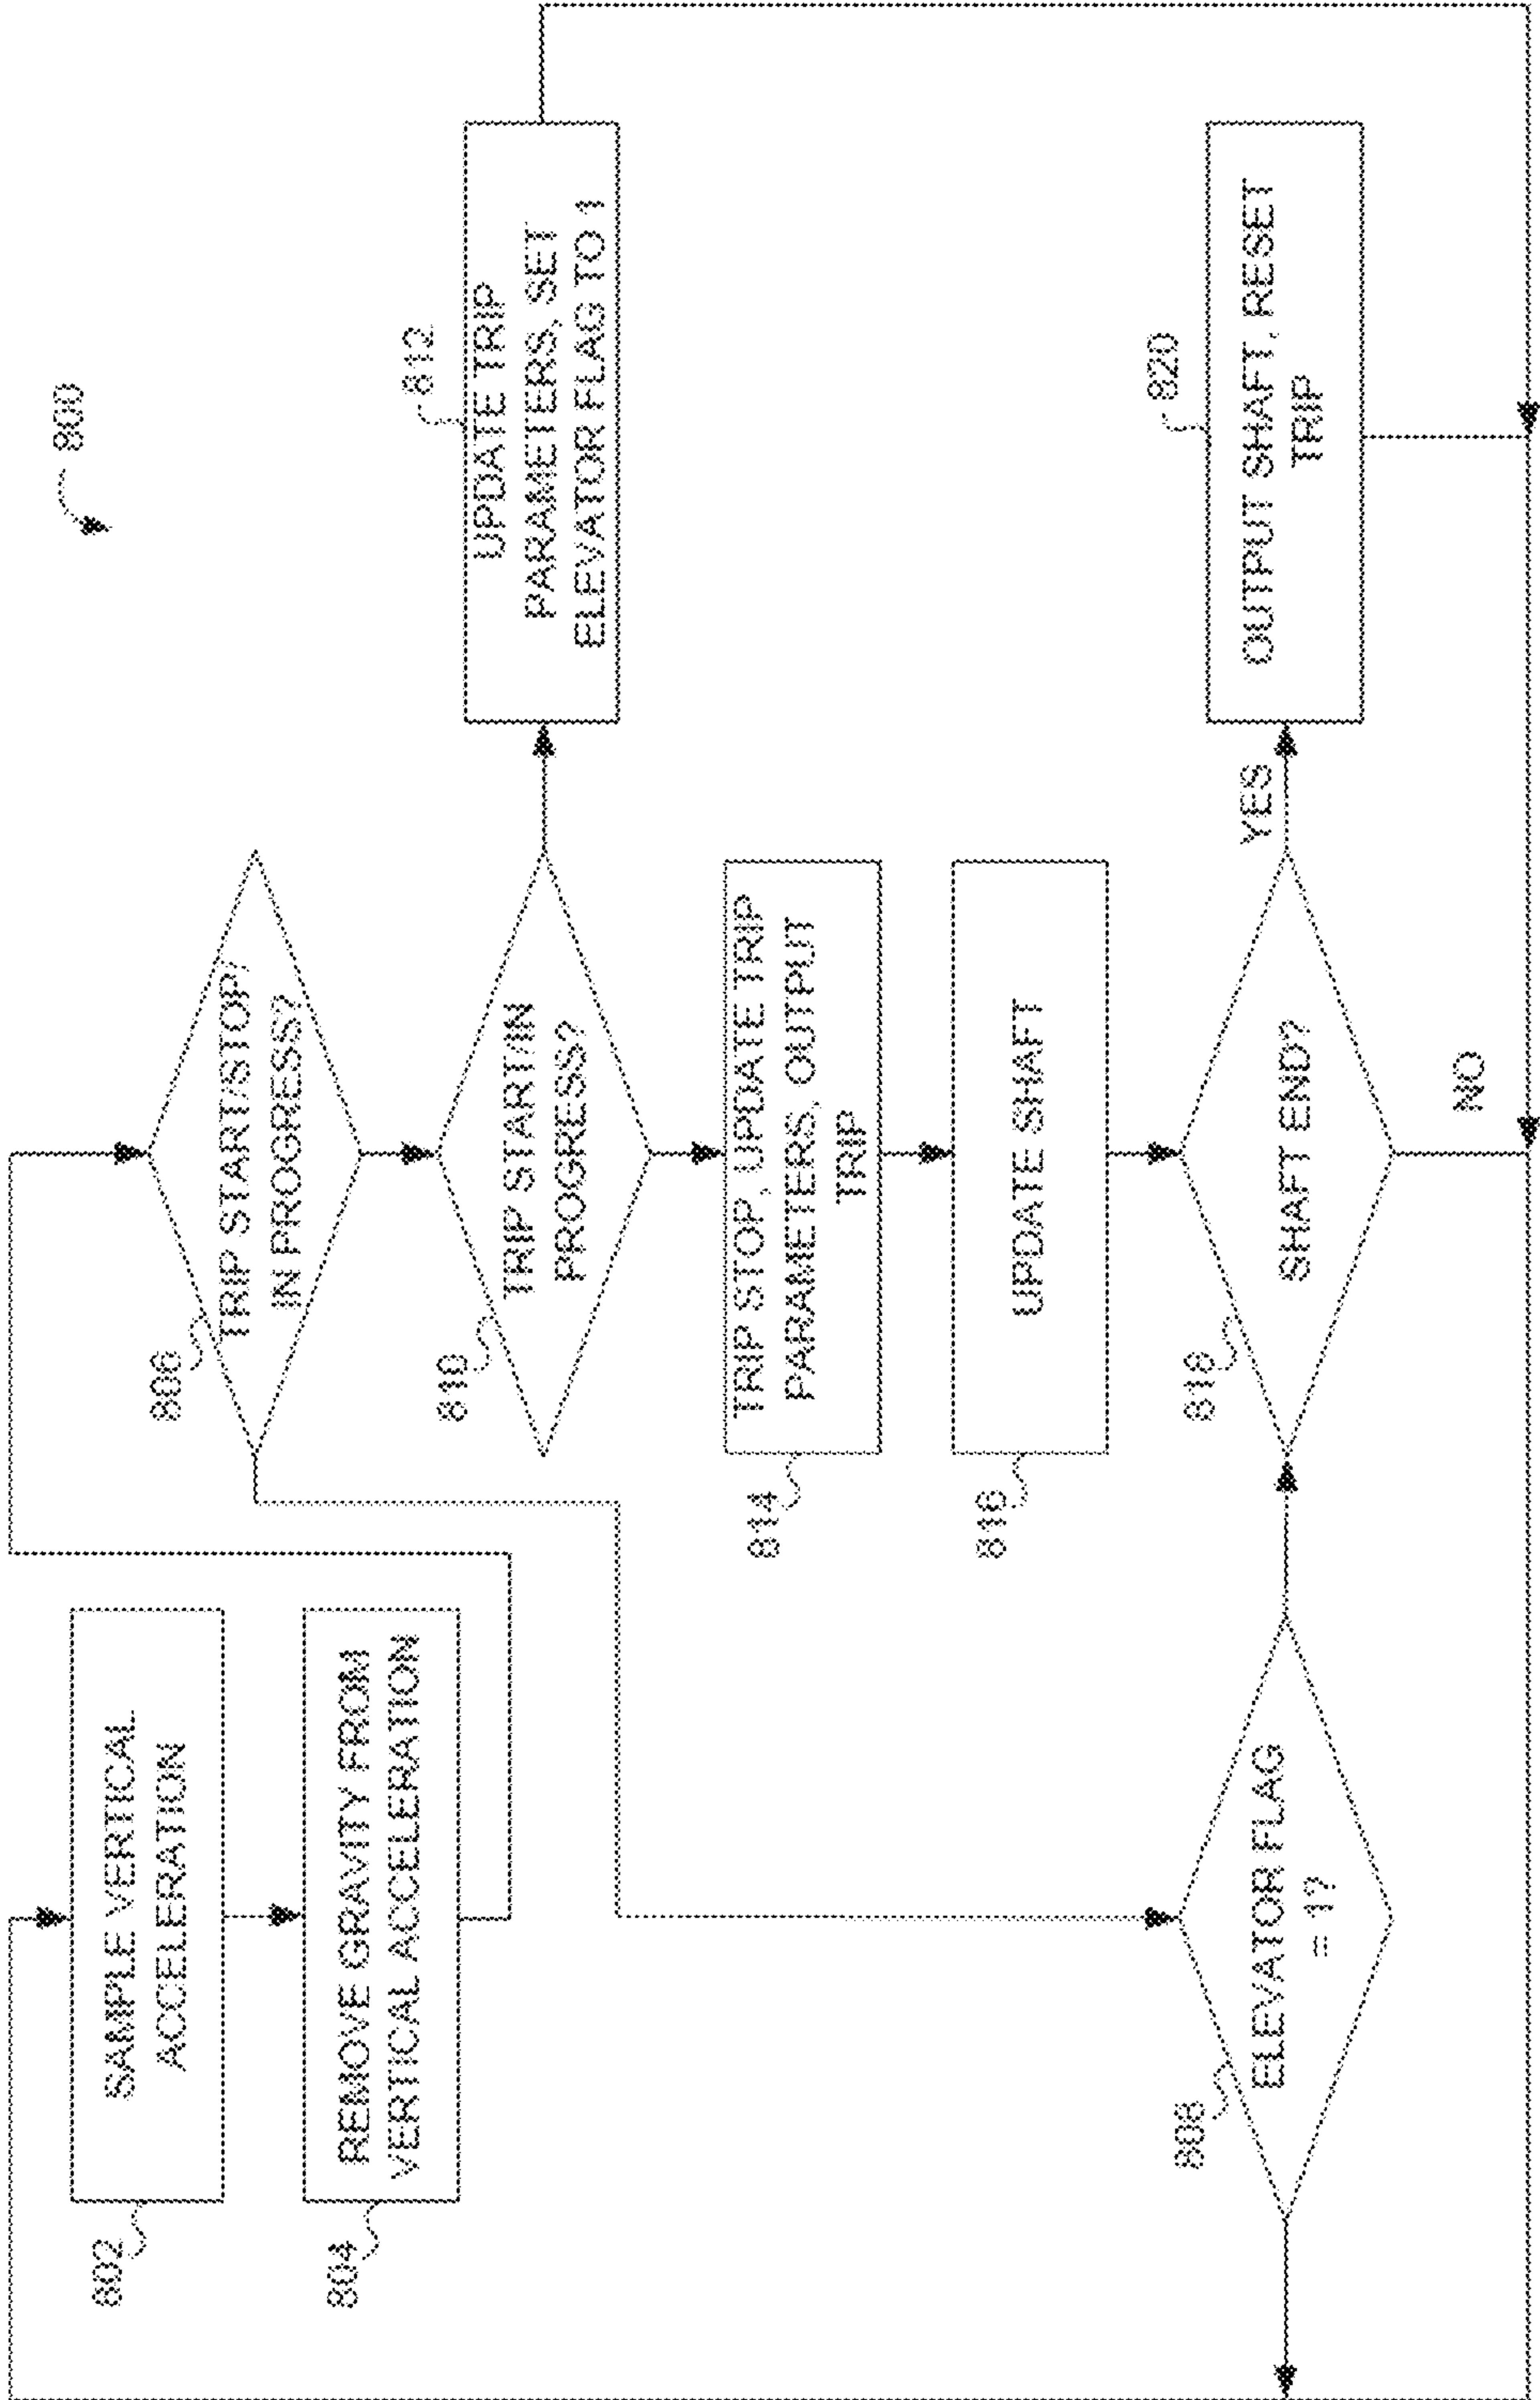 800
802
SAMPLE VERTICAL
ACCELERATION
804
REMOVE GRAVITY FROM
VERTICAL ACCELERATION
806
TRIP START/STOP/
IN PROGRESS?
808
ELEVATOR FLAG
= 1?
810
TRIP START/IN
PROGRESS?
812
UPDATE TRIP
PARAMETERS, SET
ELEVATOR FLAG TO 1
814
TRIP STOP, UPDATE TRIP
PARAMETERS, OUTPUT
TRIP
816
UPDATE SHAFT
818
SHAFT END?
YES
NO
820
OUTPUT SHAFT, RESET
TRIP